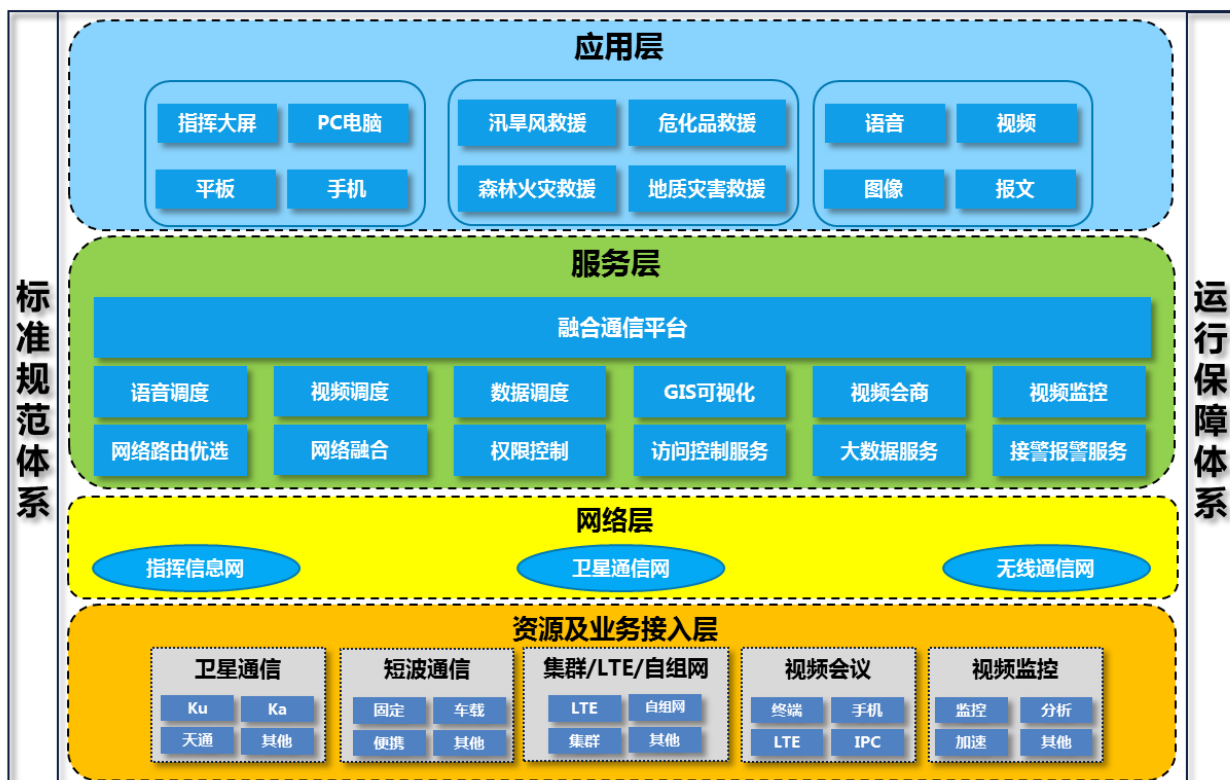 标准规范体系
应用层
指挥大屏
PC电脑
平板
手机
汛旱风救援
危化品救援
森林火灾救援
地质灾害救援
语音
视频
图像
报文
服务层
融合通信平台
语音调度
视频调度
数据调度
GIS可视化
视频会商
视频监控
网络路由优选
网络融合
权限控制
访问控制服务
大数据服务
接警报警服务
网络层
指挥信息网
卫星通信网
无线通信网
资源及业务接入层
卫星通信
Ku
Ka
天通
其他
短波通信
固定
车载
便携
其他
集群/LTE/自组网
LTE
自组网
集群
其他
视频会议
终端
手机
LTE
IPC
视频监控
监控
分析
加速
其他
运行保障体系